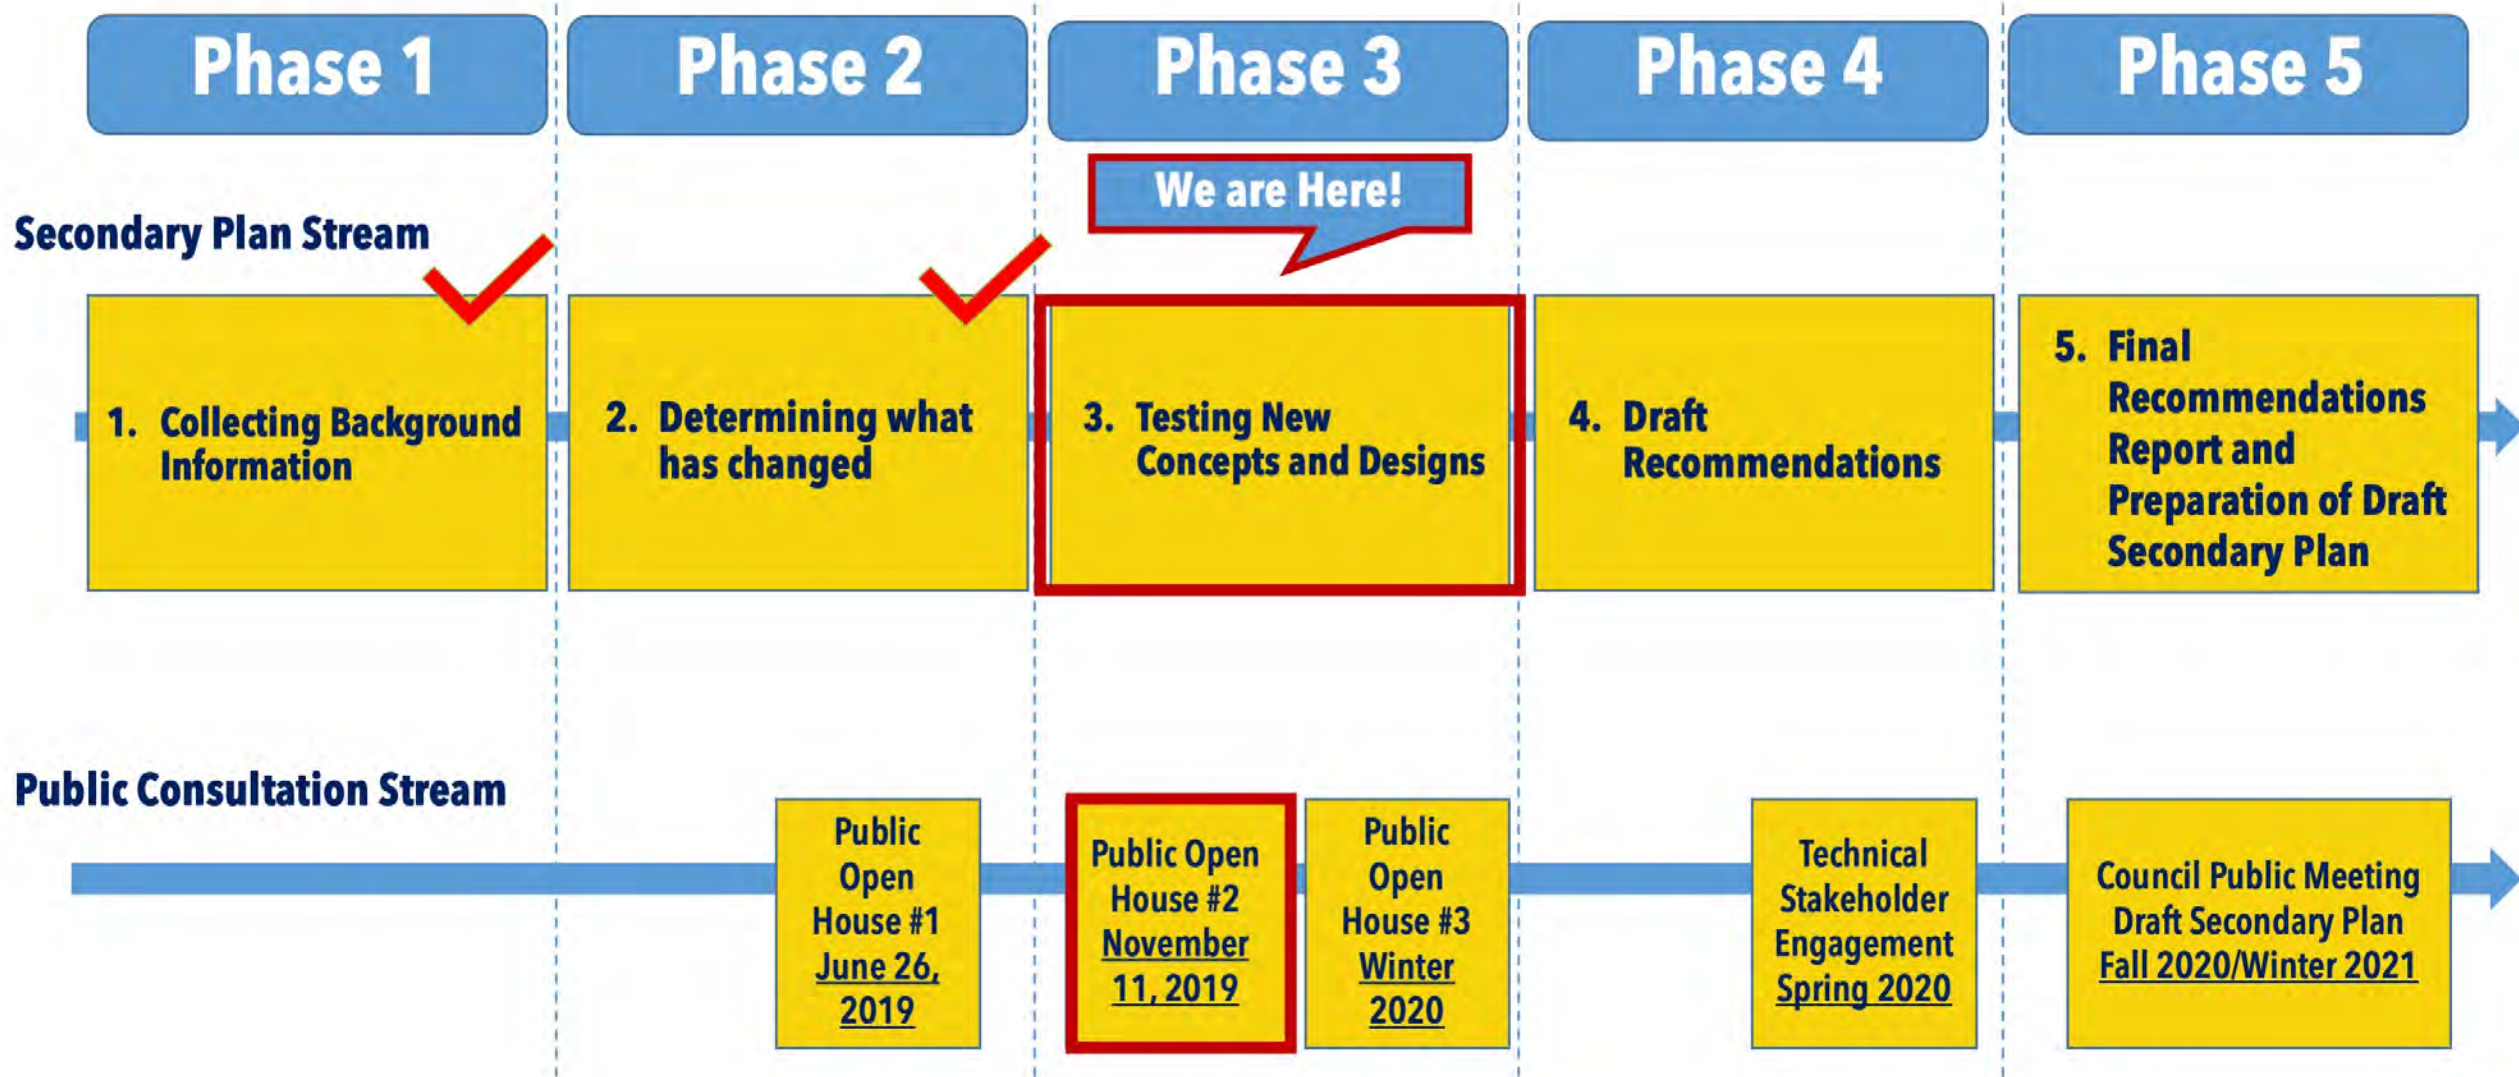 Phase 1
Phase 2
Phase 3
Phase 4
Phase 5
We are Here!
Secondary Plan Stream
1. Collecting Background
Information
2. Determining what
has changed
3. Testing New
Concepts and Designs
4. Draft
Recommendations
5. Final
Recommendations
Report and
Preparation of Draft
Secondary Plan
Public Consultation Stream
Public
Open
House #1
June 26,
2019
Public Open
House #2
November
11, 2019
Public
Open
House #3
Winter
2020
Technical
Stakeholder
Engagement
Spring 2020
Council Public Meeting
Draft Secondary Plan
Fall 2020/Winter 2021